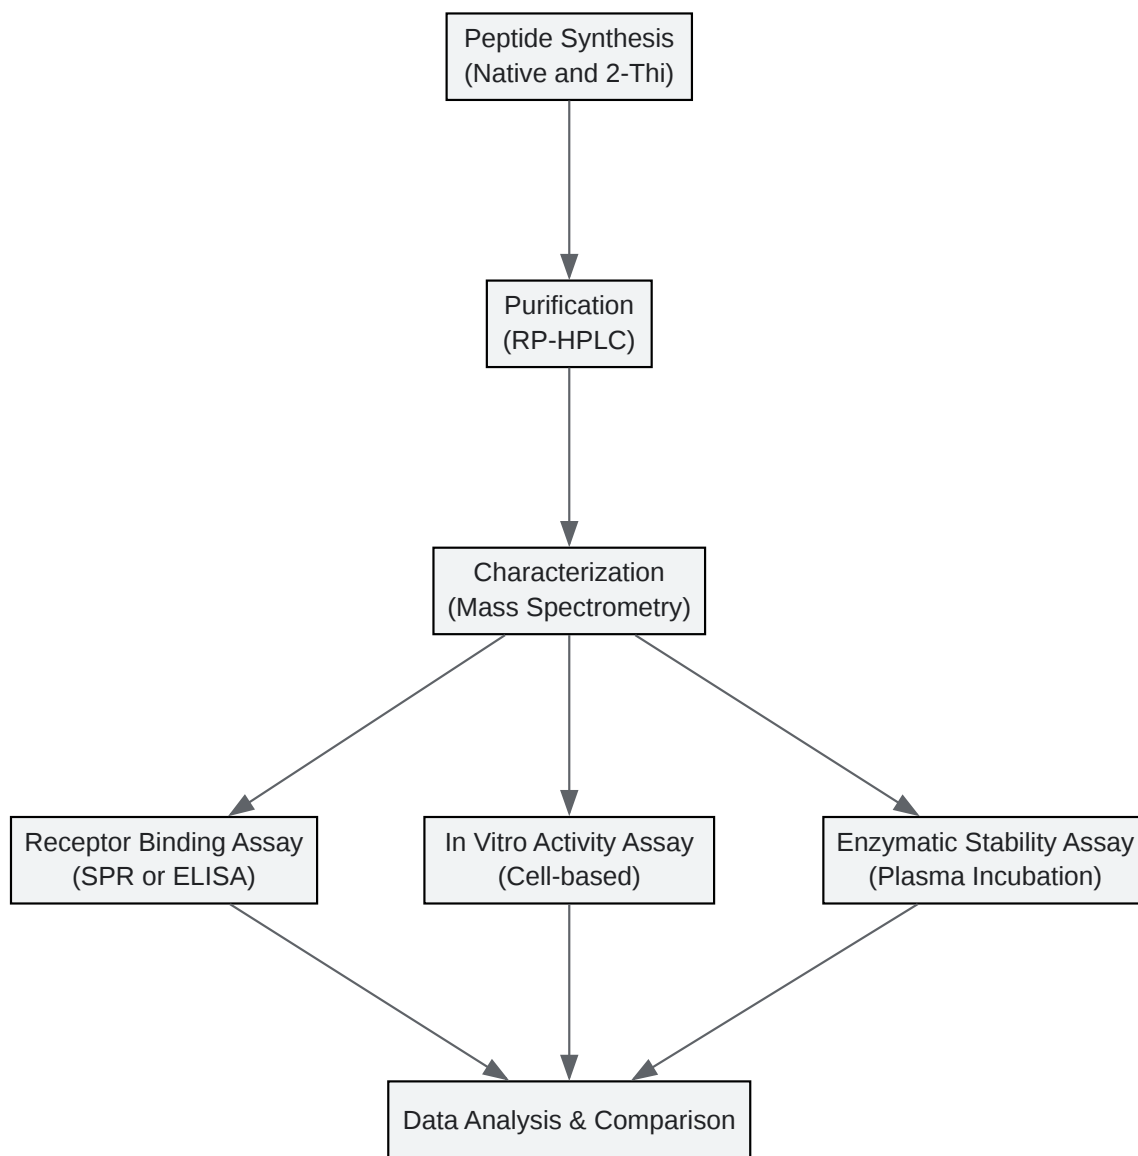 Peptide Synthesis
(Native and 2-Thi)
Purification
(RP-HPLC)
Characterization
(Mass Spectrometry)
Receptor Binding Assay
(SPR or ELISA)
In Vitro Activity Assay
(Cell-based)
Enzymatic Stability Assay
(Plasma Incubation)
Data Analysis & Comparison